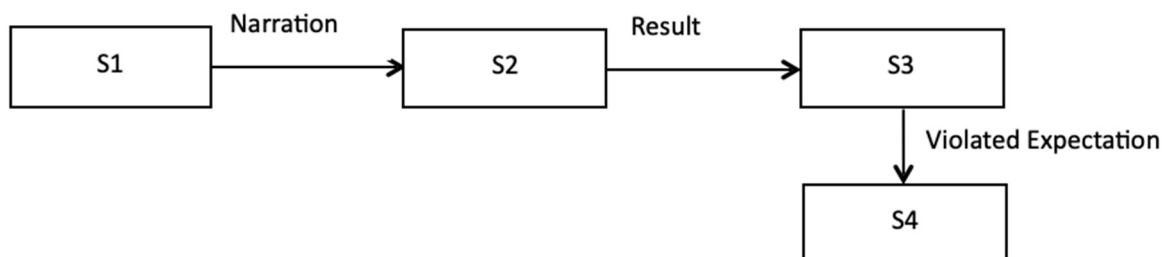 Narration
Result
S1
S2
S3
Violated Expectation
S4